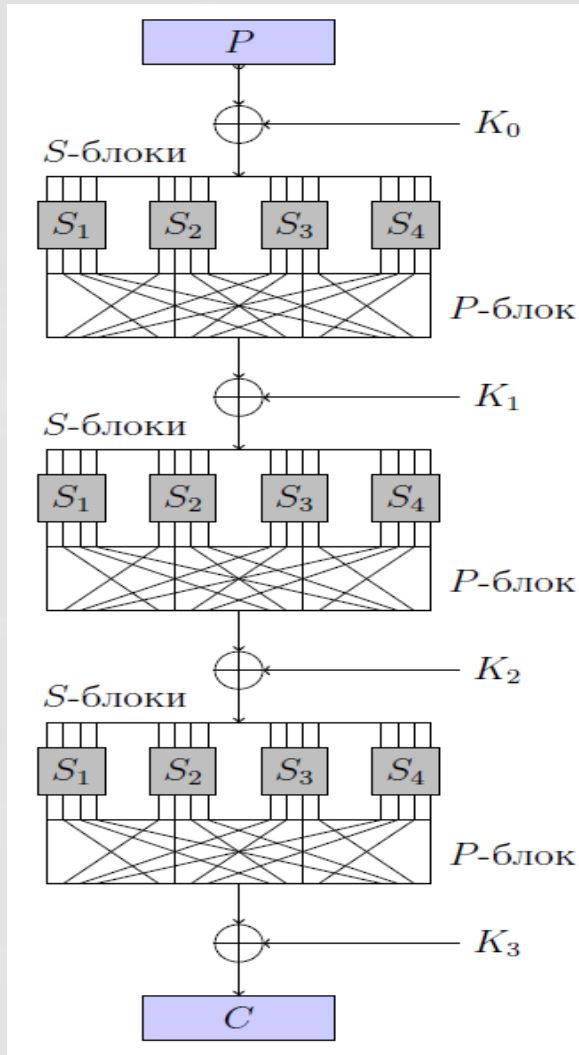 P
K₀
S-блоки
S₁ S₂ S₃ S₄
P-блок
K₁
S-блоки
S₁ S₂ S₃ S₄
P-блок
K₂
S-блоки
S₁ S₂ S₃ S₄
P-блок
K₃
C